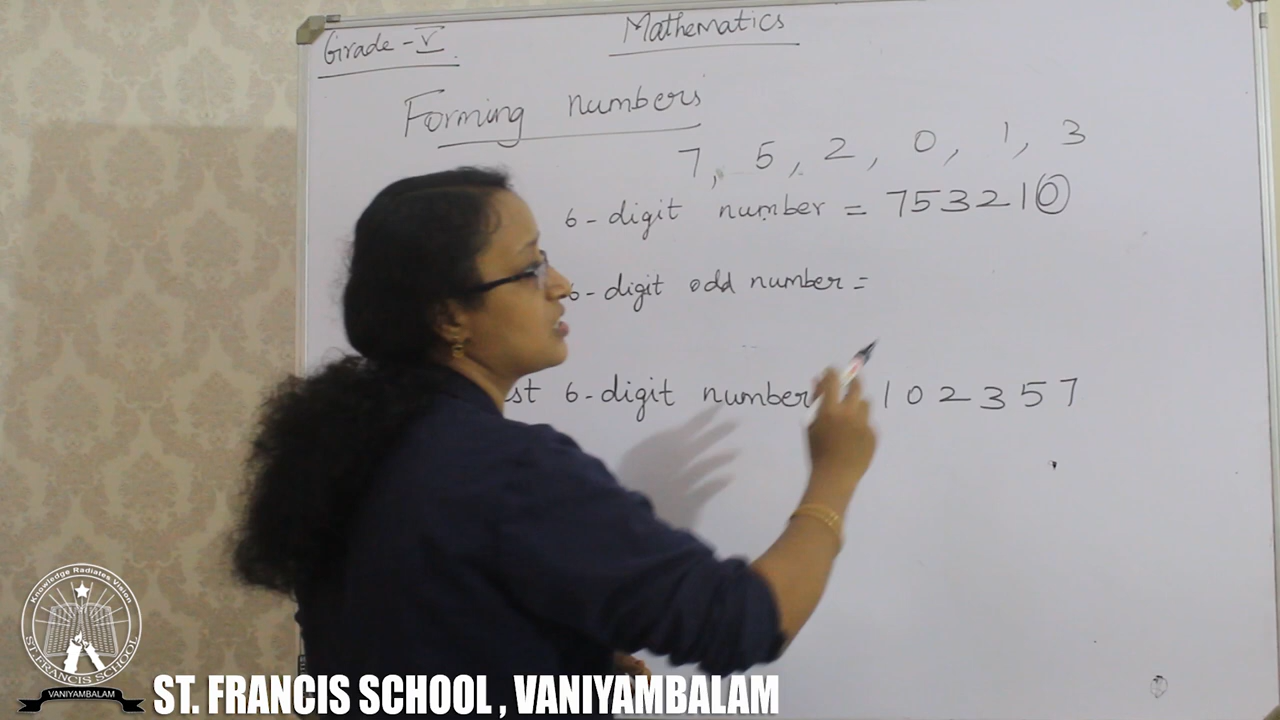 Grade - V
Mathematics
Forming numbers
7, 5, 2, 0, 1, 3
6-digit number = 753210
6-digit odd number =
st 6-digit number 102357
Knowledge Radiates Vision
ST. FRANCIS SCHOOL
VANIYAMBALAM
ST. FRANCIS SCHOOL , VANIYAMBALAM